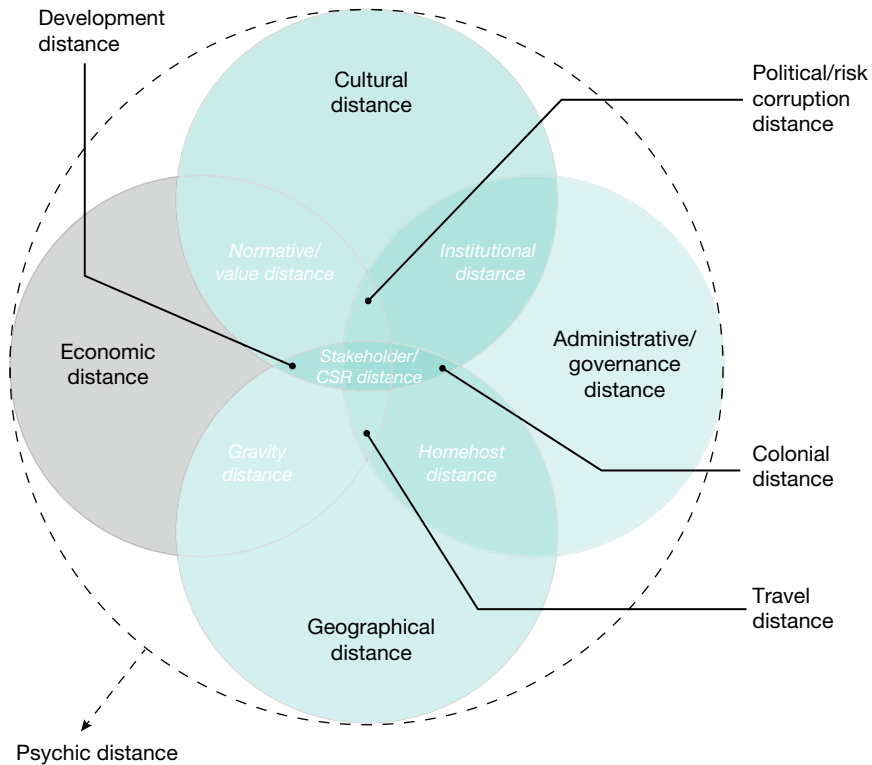 Development
distance
Cultural
distance
Political/risk
corruption
distance
Normative/
value distance
Institutional
distance
Economic
distance
Stakeholder/
CSR distance
Administrative/
governance
distance
Gravity
distance
Homehost
distance
Colonial
distance
Travel
distance
Geographical
distance
Psychic distance